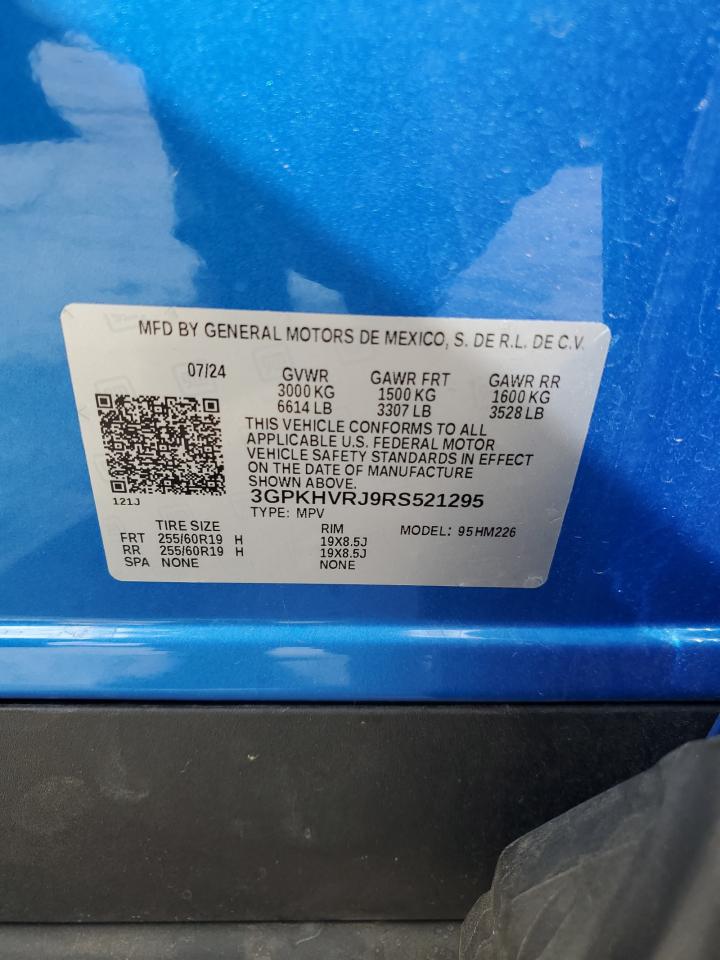 MFD BY GENERAL MOTORS DE MEXICO, S. DE R.L. DE C.V.
07/24 GVWR GAWR FRT GAWR RR
3000 KG 1500 KG 1600 KG
6614 LB 3307 LB 3528 LB
THIS VEHICLE CONFORMS TO ALL
APPLICABLE U.S. FEDERAL MOTOR
VEHICLE SAFETY STANDARDS IN EFFECT
ON THE DATE OF MANUFACTURE
SHOWN ABOVE.
121J
3GPKHVRJ9RS521295
TYPE: MPV MODEL: 95HM226
TIRE SIZE RIM
FRT 255/60R19 H 19X8.5J
RR 255/60R19 H 19X8.5J
SPA NONE NONE